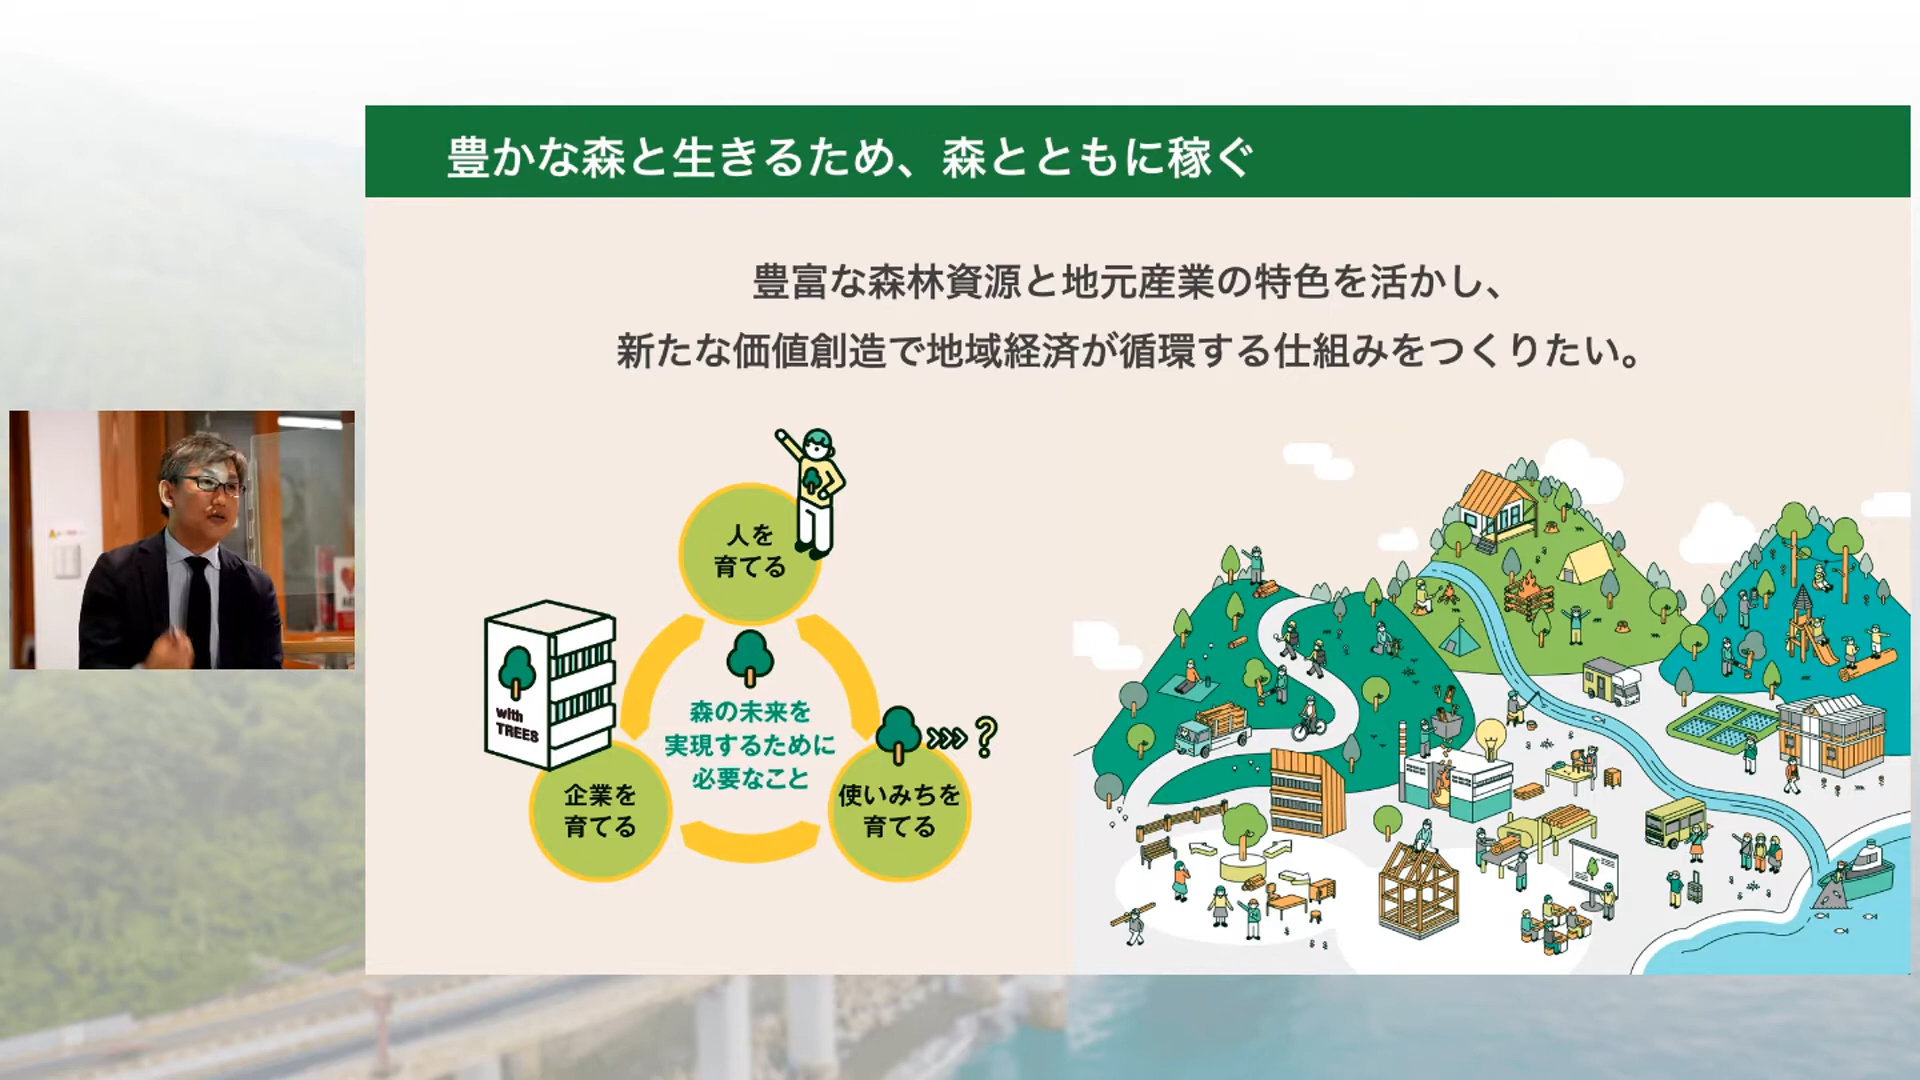 豊かな森と生きるため、森とともに稼ぐ
豊富な森林資源と地元産業の特色を活かし、
新たな価値創造で地域経済が循環する仕組みをつくりたい。
人を
育てる
with
TREES
森の未来を
実現するために
必要なこと
企業を
育てる
>>> ?
使いみちを
育てる